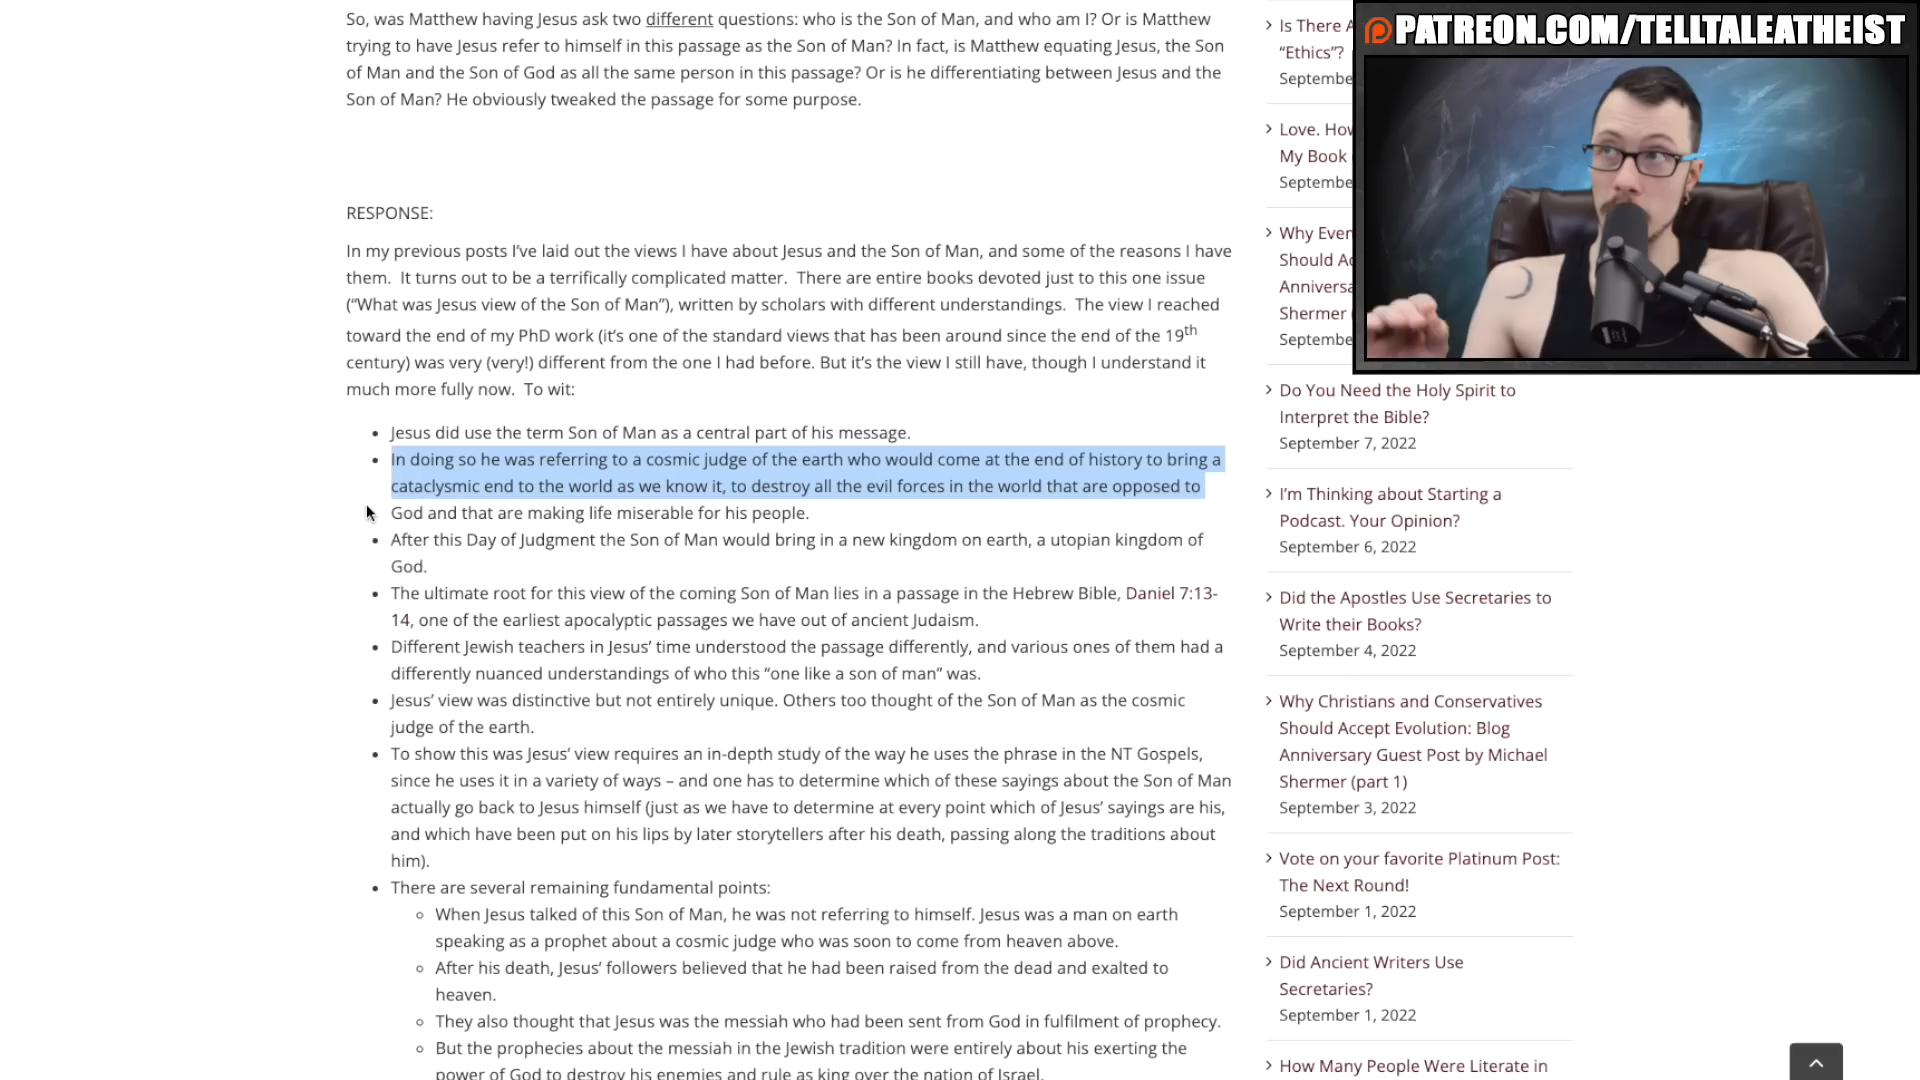 So, was Matthew having Jesus ask two different questions: who is the Son of Man, and who am I? Or is Matthew
trying to have Jesus refer to himself in this passage as the Son of Man? In fact, is Matthew equating Jesus, the Son
of Man and the Son of God as all the same person in this passage? Or is he differentiating between Jesus and the
Son of Man? He obviously tweaked the passage for some purpose.
RESPONSE:
In my previous posts I've laid out the views I have about Jesus and the Son of Man, and some of the reasons I have
them. It turns out to be a terrifically complicated matter. There are entire books devoted just to this one issue
("What was Jesus view of the Son of Man"), written by scholars with different understandings. The view I reached
toward the end of my PhD work (it's one of the standard views that has been around since the end of the 19th
century) was very (very!) different from the one I had before. But it's the view I still have, though I understand it
much more fully now. To wit:
• Jesus did use the term Son of Man as a central part of his message.
• In doing so he was referring to a cosmic judge of the earth who would come at the end of history to bring a
cataclysmic end to the world as we know it, to destroy all the evil forces in the world that are opposed to
God and that are making life miserable for his people.
• After this Day of Judgment the Son of Man would bring in a new kingdom on earth, a utopian kingdom of
God.
• The ultimate root for this view of the coming Son of Man lies in a passage in the Hebrew Bible, Daniel 7:13-
14, one of the earliest apocalyptic passages we have out of ancient Judaism.
• Different Jewish teachers in Jesus' time understood the passage differently, and various ones of them had a
differently nuanced understandings of who this "one like a son of man" was.
• Jesus' view was distinctive but not entirely unique. Others too thought of the Son of Man as the cosmic
judge of the earth.
• To show this was Jesus' view requires an in-depth study of the way he uses the phrase in the NT Gospels,
since he uses it in a variety of ways – and one has to determine which of these sayings about the Son of Man
actually go back to Jesus himself (just as we have to determine at every point which of Jesus' sayings are his,
and which have been put on his lips by later storytellers after his death, passing along the traditions about
him).
• There are several remaining fundamental points:
◦ When Jesus talked of this Son of Man, he was not referring to himself. Jesus was a man on earth
speaking as a prophet about a cosmic judge who was soon to come from heaven above.
◦ After his death, Jesus' followers believed that he had been raised from the dead and exalted to
heaven.
◦ They also thought that Jesus was the messiah who had been sent from God in fulfilment of prophecy.
◦ But the prophecies about the messiah in the Jewish tradition were entirely about his exerting the
power of God to destroy his enemies and rule as king over the nation of Israel.
PATREON.COM/TELLTALEATHEIST
Is There
"Ethics"?
September
Love. How
My Book
Septembe
Why Ever
Should Ac
Anniversa
Shermer
Septembe
Do You Need the Holy Spirit to
Interpret the Bible?
September 7, 2022
I'm Thinking about Starting a
Podcast. Your Opinion?
September 6, 2022
Did the Apostles Use Secretaries to
Write their Books?
September 4, 2022
Why Christians and Conservatives
Should Accept Evolution: Blog
Anniversary Guest Post by Michael
Shermer (part 1)
September 3, 2022
Vote on your favorite Platinum Post:
The Next Round!
September 1, 2022
Did Ancient Writers Use
Secretaries?
September 1, 2022
How Many People Were Literate in